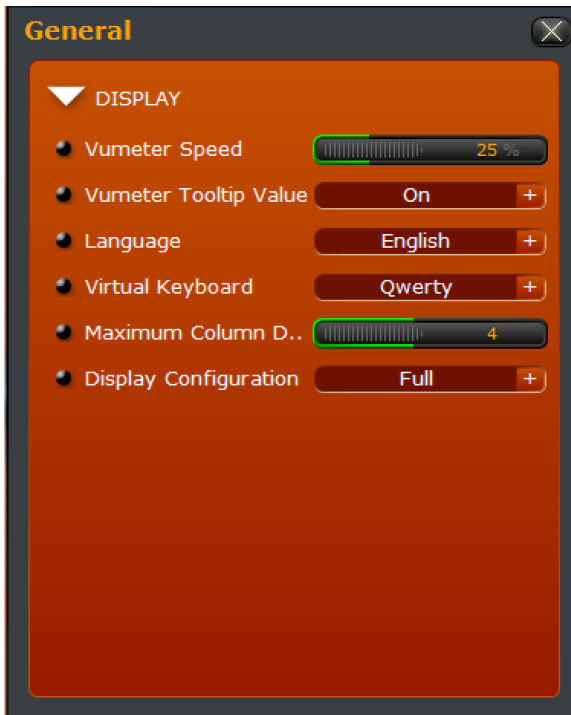 General
DISPLAY
Vumeter Speed 25 %
Vumeter Tooltip Value On +
Language English +
Virtual Keyboard Qwerty +
Maximum Column D.. 4
Display Configuration Full +